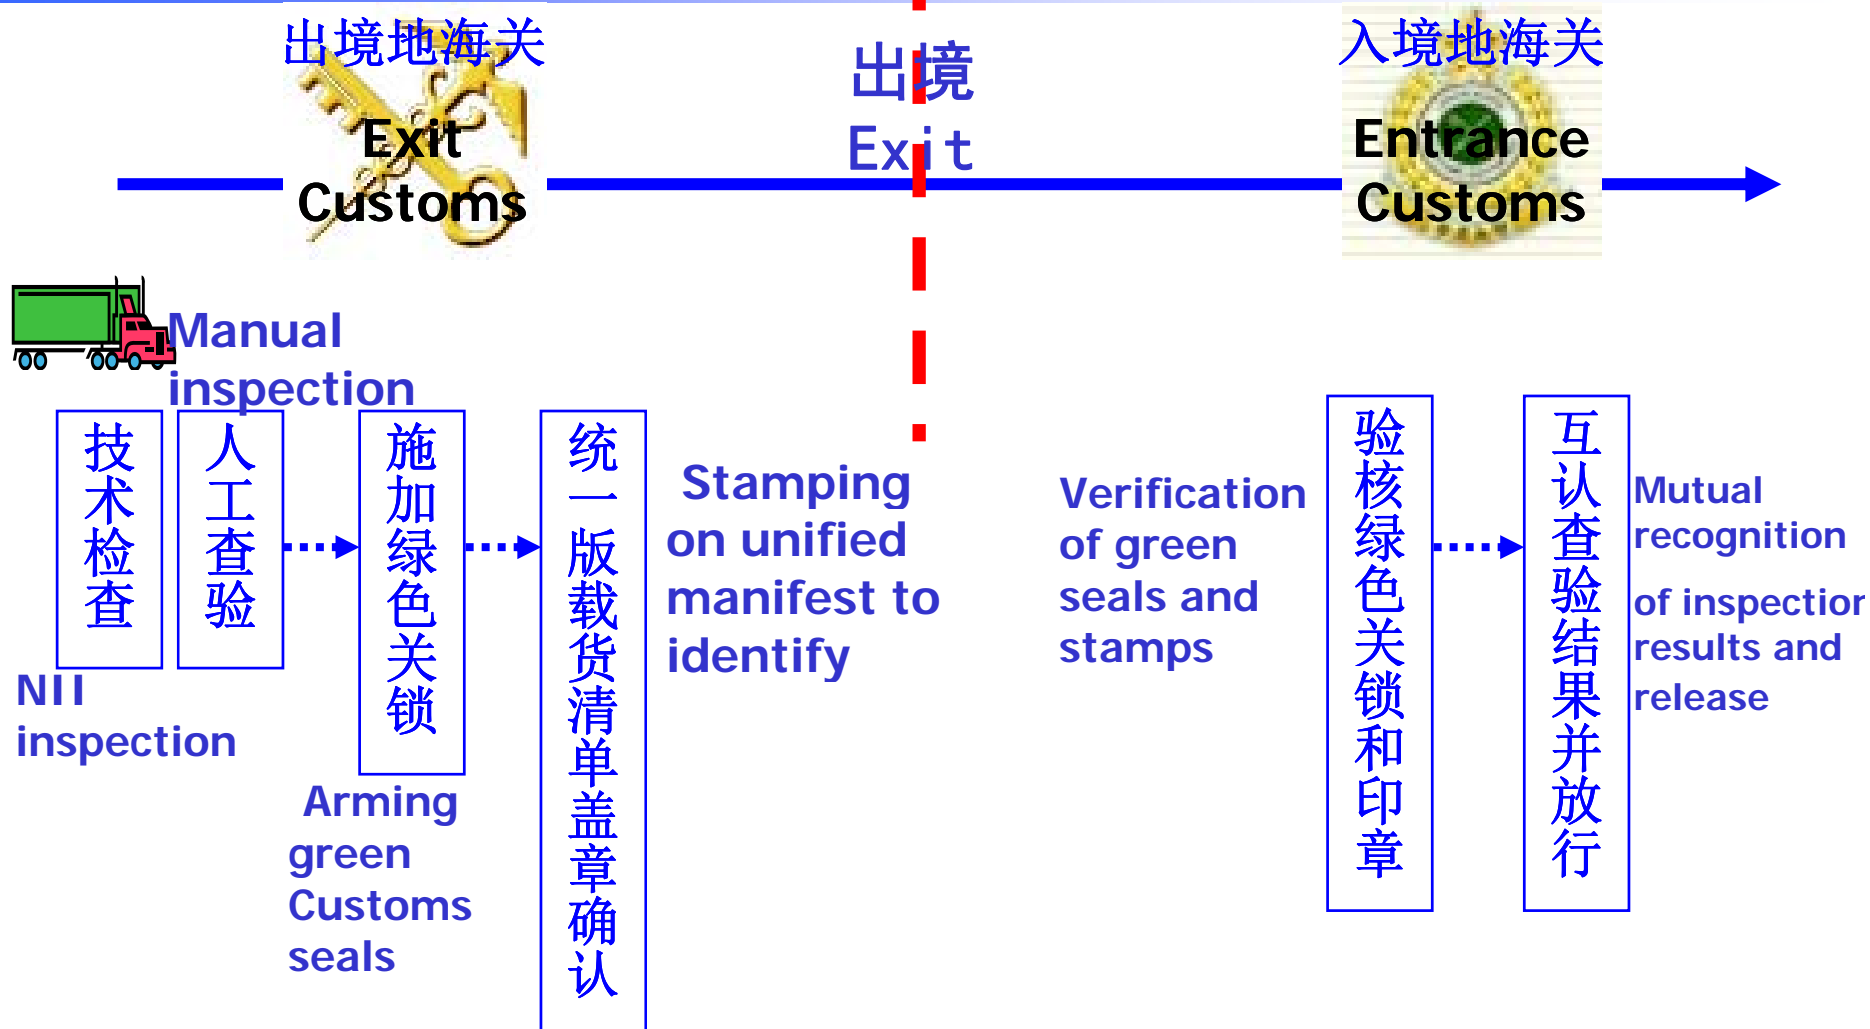 出境地海关
Exit
Customs
出境
Exit
入境地海关
Entrance
Customs
Manual
inspection
技术检查
人工查验
施加绿色关锁
统一版载货清单盖章确认
NII
inspection
Arming
green
Customs
seals
Stamping
on unified
manifest to
identify
Verification
of green
seals and
stamps
验核绿色关锁和印章
互认查验结果并放行
Mutual
recognition
of inspection
results and
release